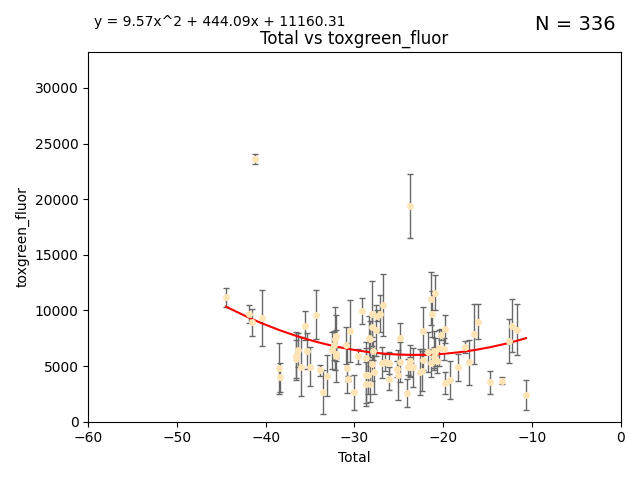 y = 9.57x^2 + 444.09x + 11160.31
N = 336
Total vs toxgreen_fluor
30000
25000
20000
15000
10000
5000
0
toxgreen_fluor
−60 −50 −40 −30 −20 −10 0
Total